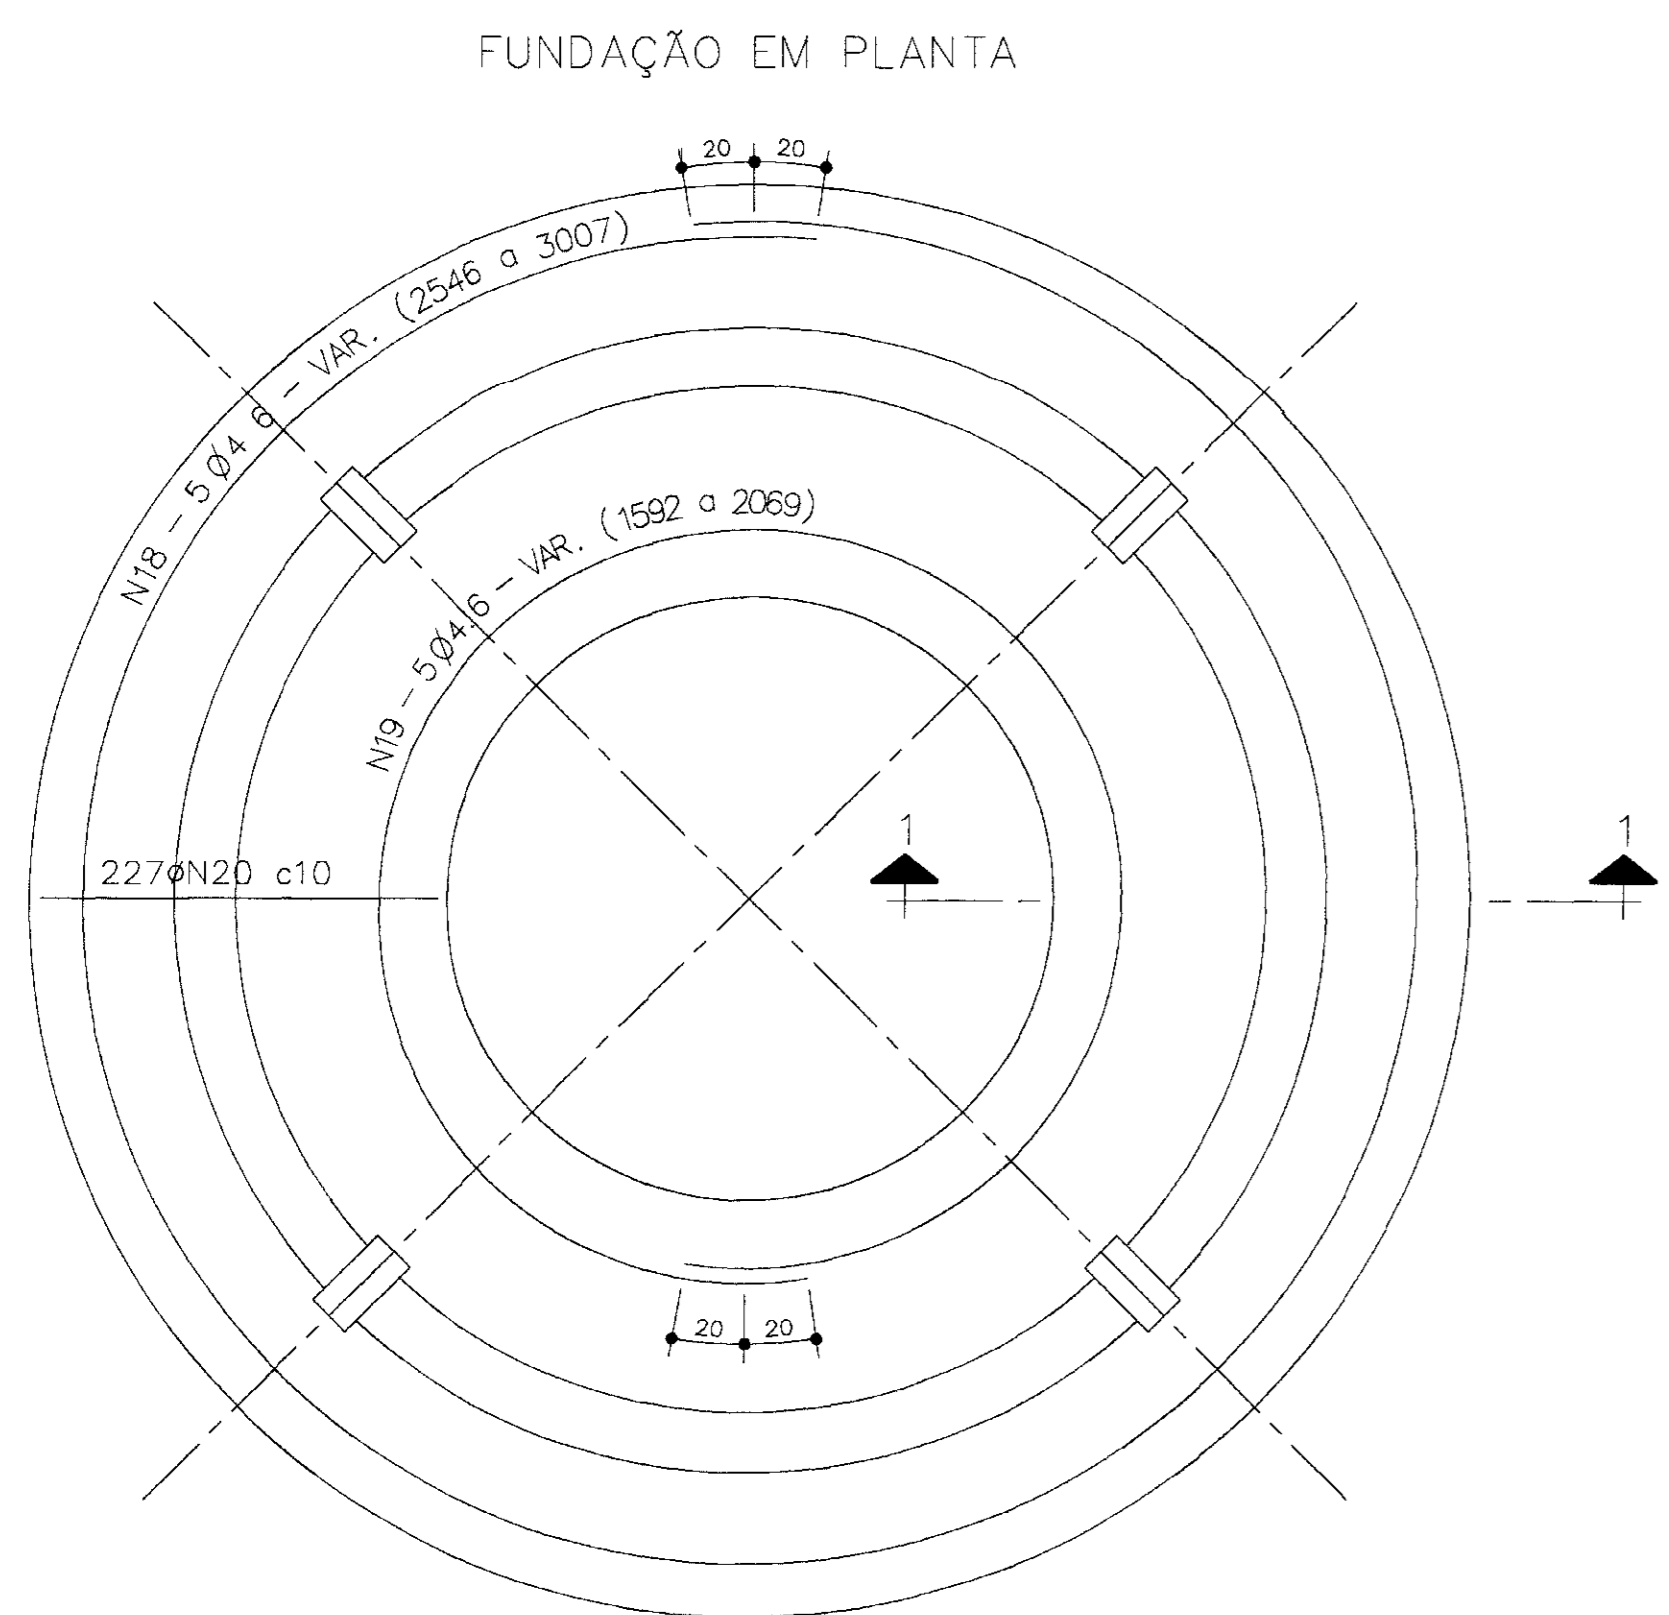 FUNDAÇÃO EM PLANTA
20 20
N18 - 5Ø4 6 - VAR. (2546 a 3007)
N19 - 5Ø4.6 - VAR. (1592 a 2069)
1 1
227øN20 c10
20 20